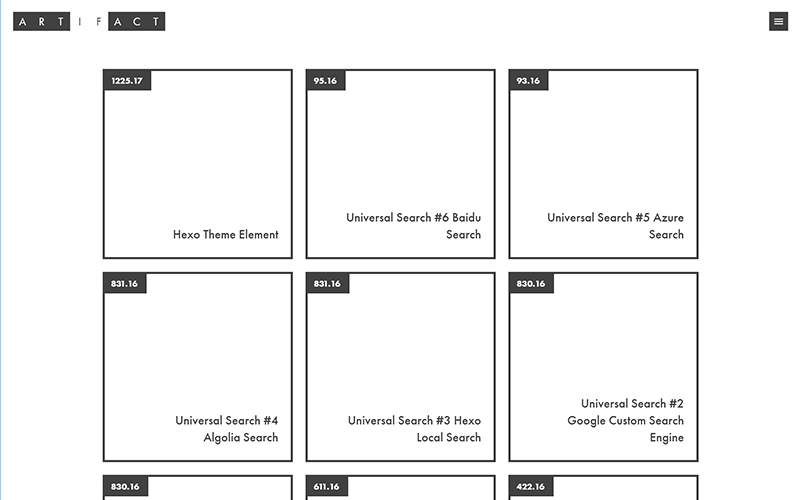 ARTIFACT
1225.17
95.16
93.16
Hexo Theme Element
Universal Search #6 Baidu
Search
Universal Search #5 Azure
Search
831.16
831.16
830.16
Universal Search #4
Algolia Search
Universal Search #3 Hexo
Local Search
Universal Search #2
Google Custom Search
Engine
830.16
611.16
422.16